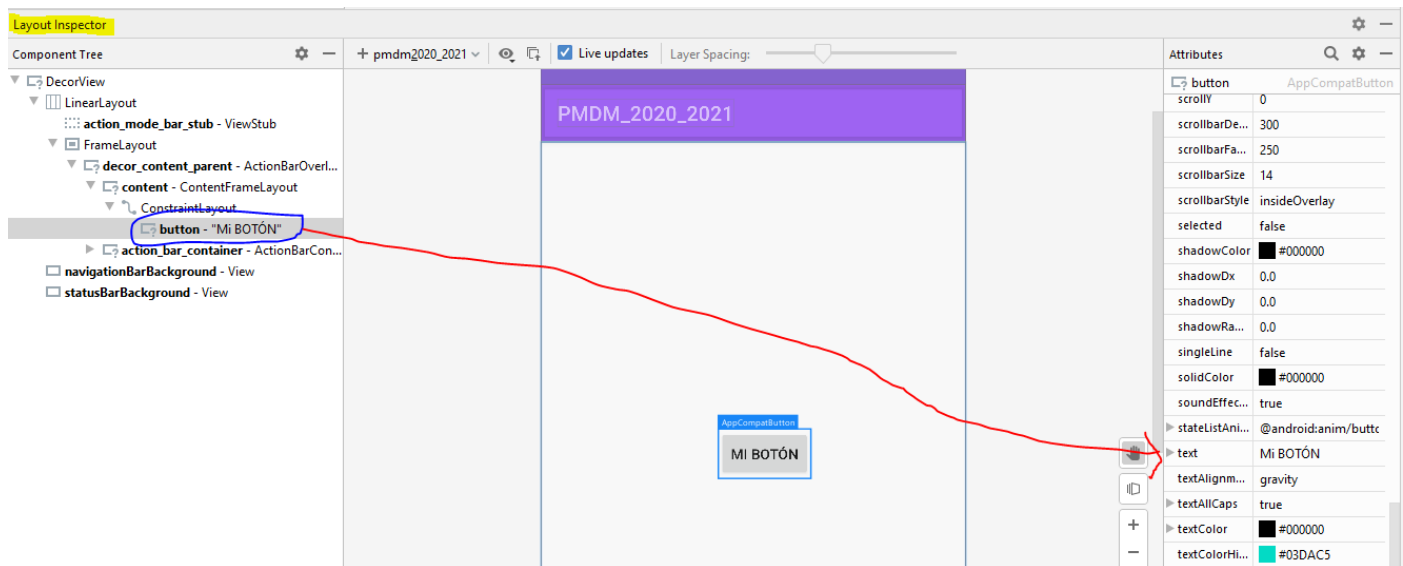 Layout Inspector
Component Tree
+ pmdm2020_2021
Live updates
Layer Spacing:
Attributes
DecorView
LinearLayout
action_mode_bar_stub - ViewStub
FrameLayout
decor_content_parent - ActionBarOverl...
content - ContentFrameLayout
ConstraintLayout
button - "Mi BOTÓN"
action_bar_container - ActionBarCon...
navigationBarBackground - View
statusBarBackground - View
PMDM_2020_2021
AppCompatButton
MI BOTÓN
+
−
button AppCompatButton
scrollY 0
scrollbarDe... 300
scrollbarFa... 250
scrollbarSize 14
scrollbarStyle insideOverlay
selected false
shadowColor #000000
shadowDx 0.0
shadowDy 0.0
shadowRa... 0.0
singleLine false
solidColor #000000
soundEffec... true
stateListAni... @android:anim/buttc
text Mi BOTÓN
textAlignm... gravity
textAllCaps true
textColor #000000
textColorHi... #03DAC5